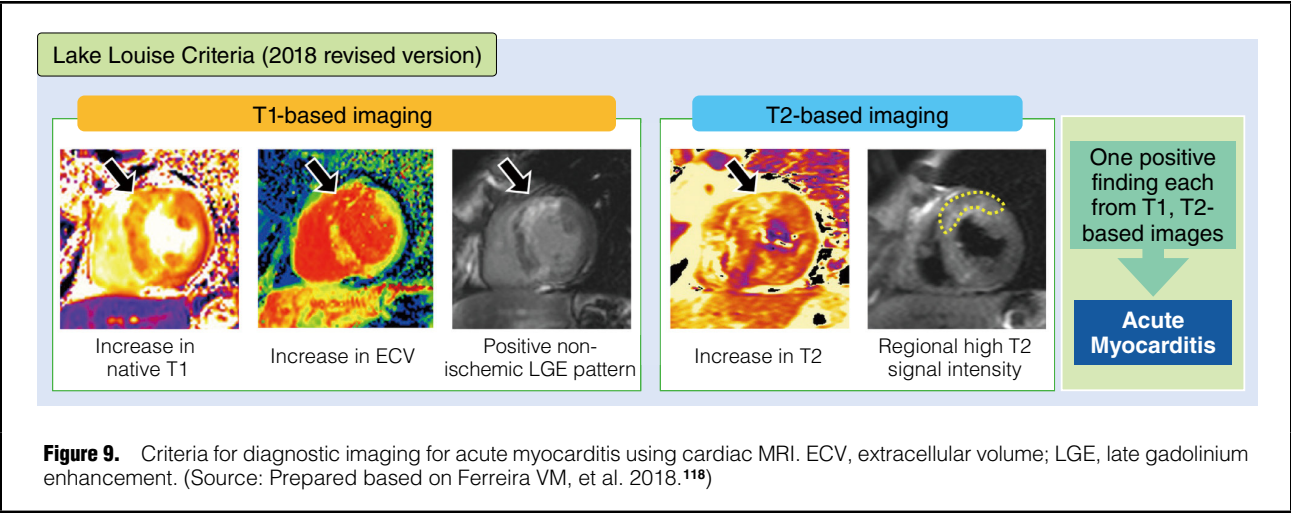 Lake Louise Criteria (2018 revised version)
T1-based imaging
Increase in
native T1
Increase in ECV
Positive non-
ischemic LGE pattern
T2-based imaging
Increase in T2
Regional high T2
signal intensity
One positive
finding each
from T1, T2-
based images
Acute
Myocarditis
Figure 9. Criteria for diagnostic imaging for acute myocarditis using cardiac MRI. ECV, extracellular volume; LGE, late gadolinium
enhancement. (Source: Prepared based on Ferreira VM, et al. 2018.118)